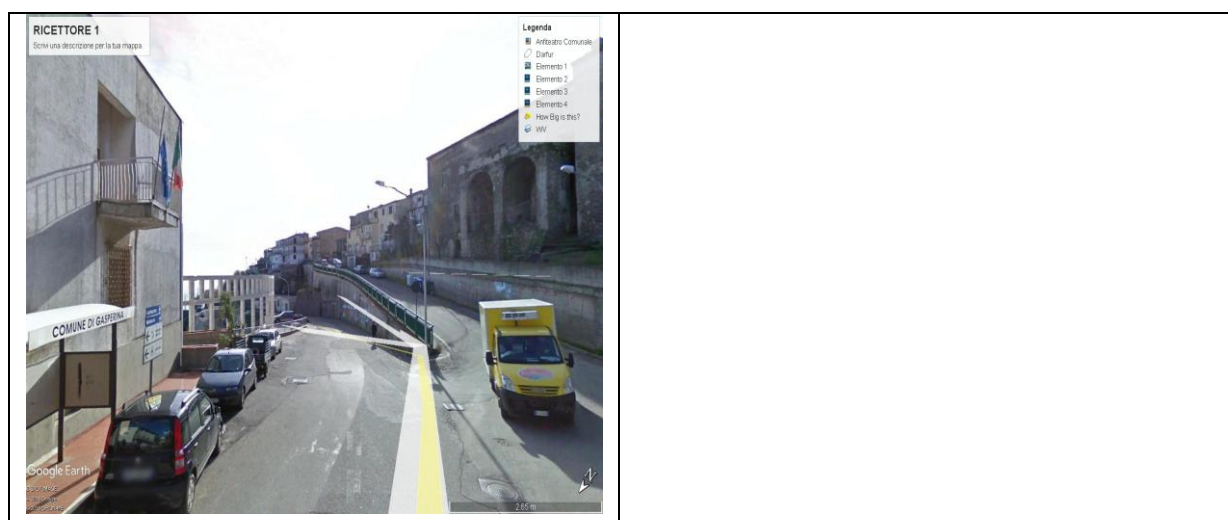 RICETTORE 1
Scrivi una descrizione per la tua mappa.
Legenda
Anfiteatro Comunale
Darfur
Elemento 1
Elemento 2
Elemento 3
Elemento 4
How Big is this?
VIV
COMUNE DI GASPERINA
Google Earth
2.65 m